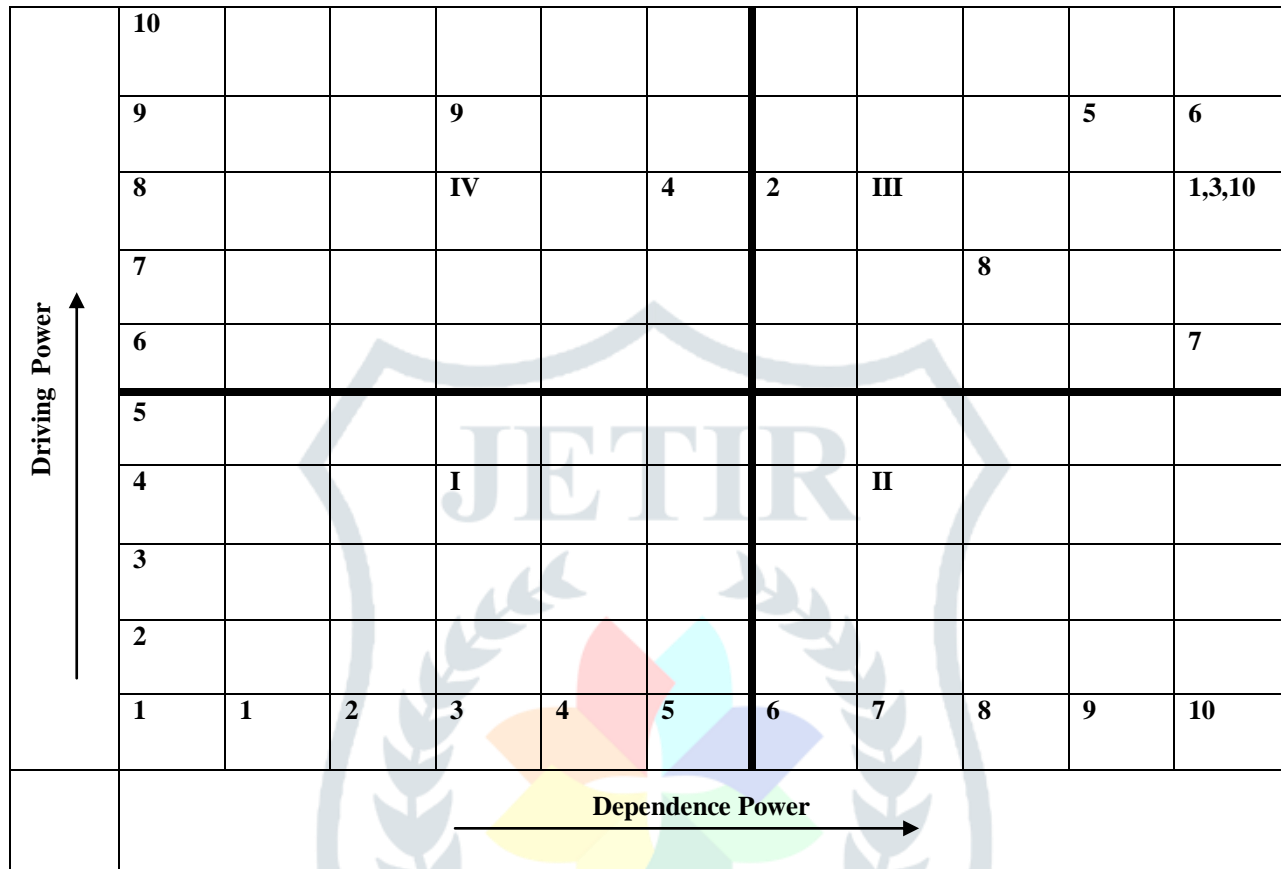 10
9 9 5 6
8 IV 4 2 III 1,3,10
7 8
6 7
5
4 I II
3
2
1 1 2 3 4 5 6 7 8 9 10
Driving Power
Dependence Power
JETIR